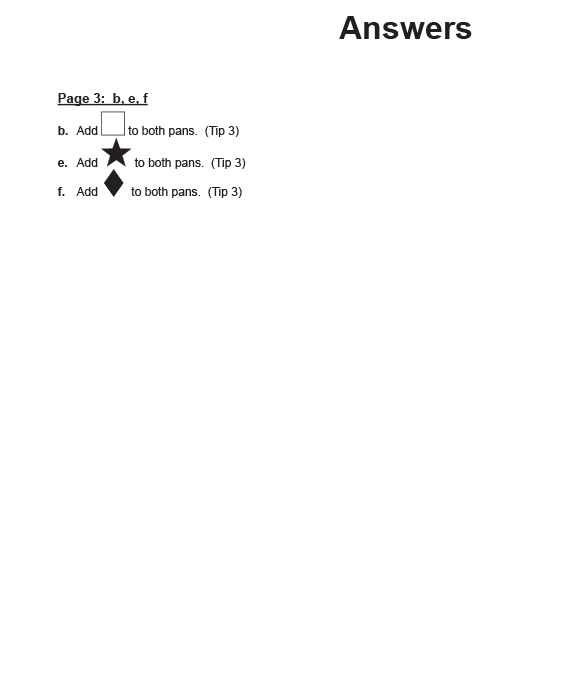 Answers
Page 3: b, e, f
b. Add to both pans. (Tip 3)
e. Add to both pans. (Tip 3)
f. Add to both pans. (Tip 3)